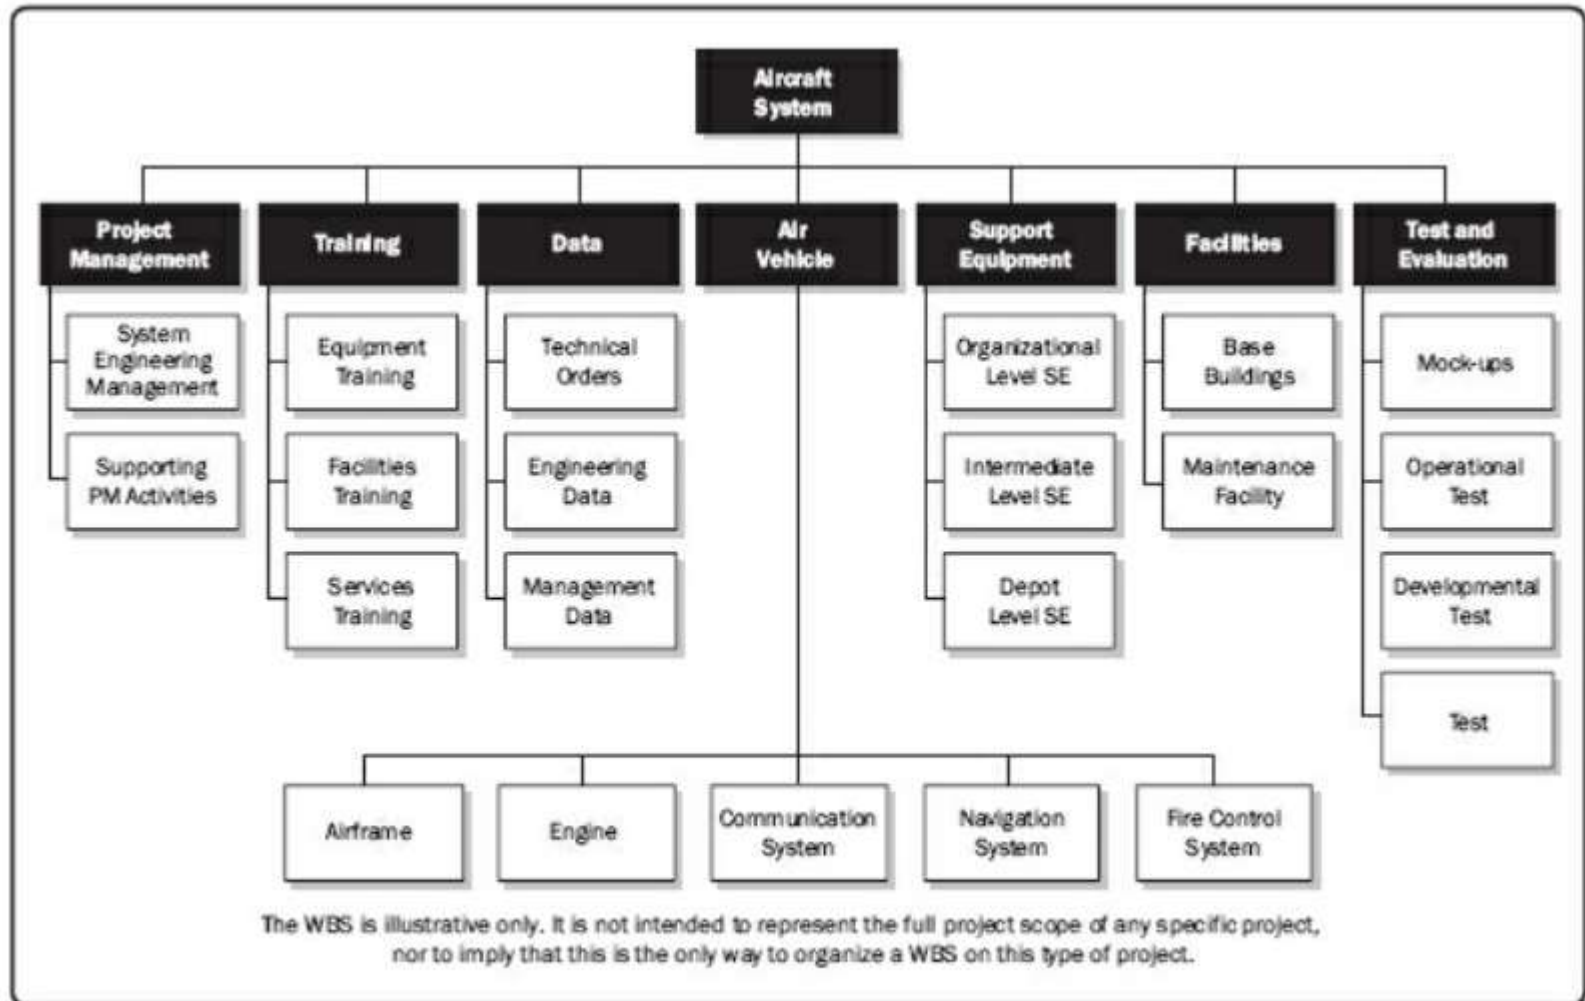 Aircraft
System
Project
Management
Training
Data
Air
Vehicle
Support
Equipment
Facilities
Test and
Evaluation
System
Engineering
Management
Equipment
Training
Technical
Orders
Organizational
Level SE
Base
Buildings
Mock-ups
Supporting
PM Activities
Facilities
Training
Engineering
Data
Intermediate
Level SE
Maintenance
Facility
Operational
Test
Services
Training
Management
Data
Depot
Level SE
Developmental
Test
Test
Airframe
Engine
Communication
System
Navigation
System
Fire Control
System
The WBS is illustrative only. It is not intended to represent the full project scope of any specific project,
nor to imply that this is the only way to organize a WBS on this type of project.